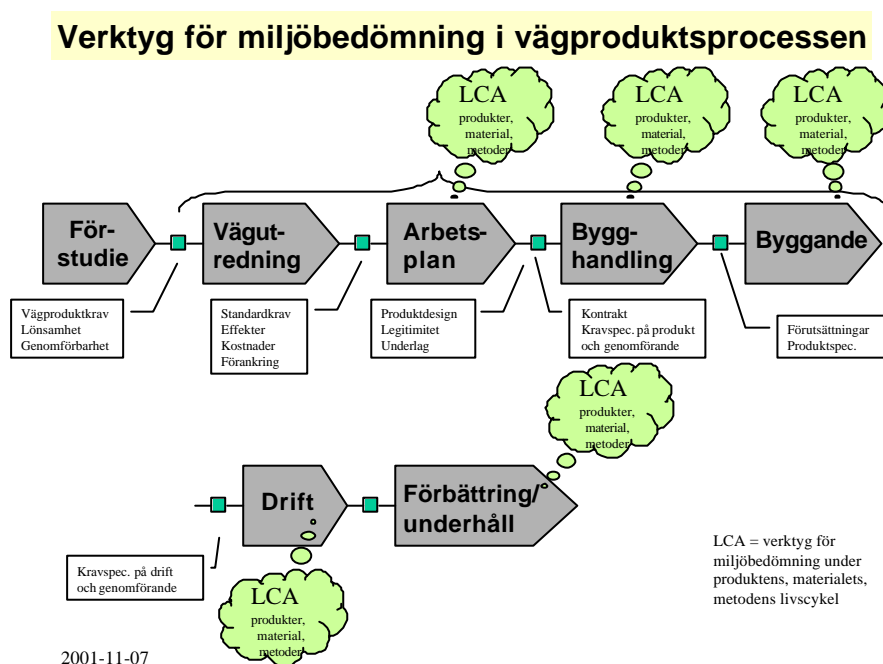 Verktyg för miljöbedömning i vägproduktsprocessen
LCA
produkter,
material,
metoder
LCA
produkter,
material,
metoder
LCA
produkter,
material,
metoder
För-
studie
Vägut-
redning
Arbets-
plan
Bygg-
handling
Byggande
Vägproduktkrav
Lönsamhet
Genomförbarhet
Standardkrav
Effekter
Kostnader
Förankring
Produktdesign
Legitimitet
Underlag
Kontrakt
Kravspec. på produkt
och genomförande
Förutsättningar
Produktspec.
LCA
produkter,
material,
metoder
Drift
Förbättring/
underhåll
Kravspec. på drift
och genomförande
LCA
produkter,
material,
metoder
LCA = verktyg för
miljöbedömning under
produktens, materialets,
metodens livscykel
2001-11-07